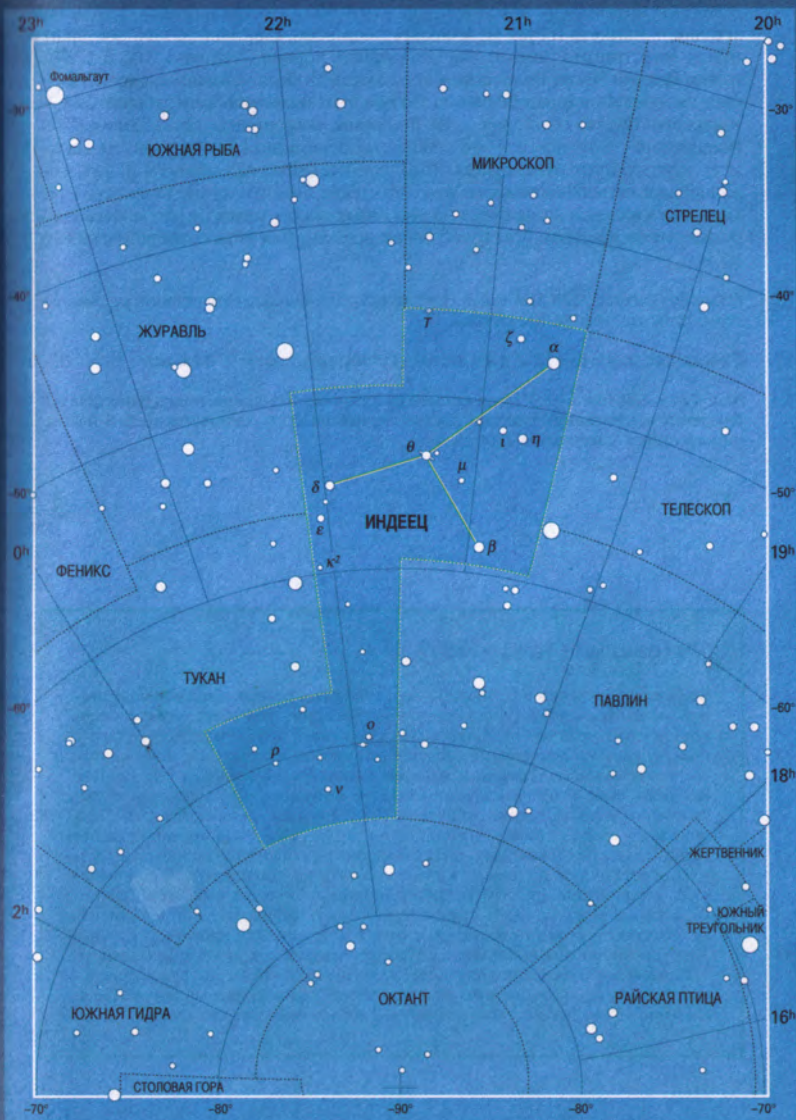 23h 22h 21h 20h
Фомальгаут
-30° -30°
ЮЖНАЯ РЫБА
МИКРОСКОП
СТРЕЛЕЦ
-40° -40°
ЖУРАВЛЬ
T ζ α
θ ι η
μ
δ
-50° -50°
ε
ИНДЕЕЦ
β
ТЕЛЕСКОП
0h 19h
ФЕНИКС
κ²
ТУКАН
ПАВЛИН
-60° -60°
ο
ρ
ν
18h
ЖЕРТВЕННИК
2h
ЮЖНЫЙ
ТРЕУГОЛЬНИК
ЮЖНАЯ ГИДРА
ОКТАНТ
РАЙСКАЯ ПТИЦА
16h
СТОЛОВАЯ ГОРА
-70° -80° -90° -80° -70°